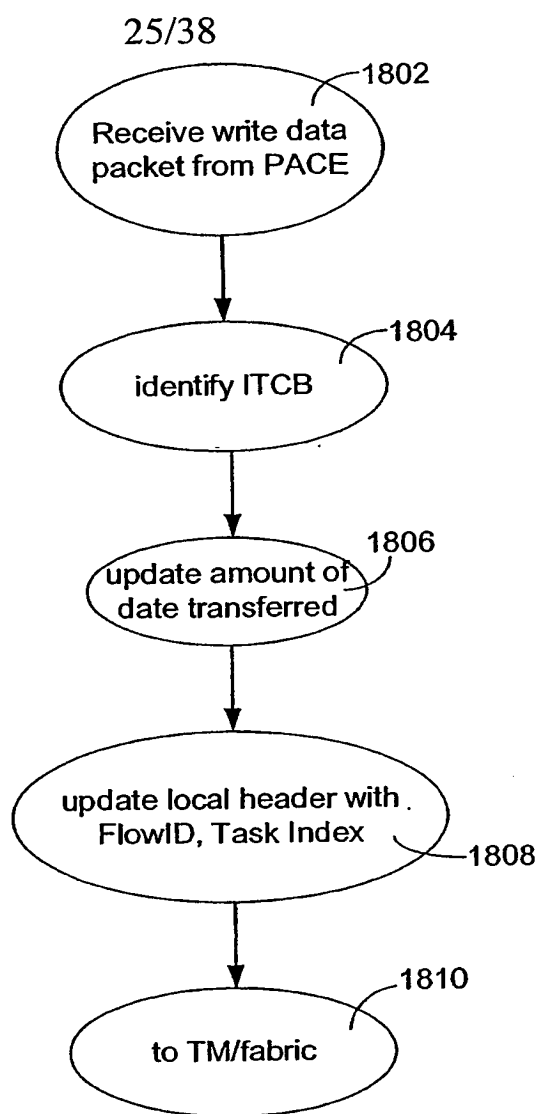 25/38
1802
Receive write data
packet from PACE
1804
identify ITCB
1806
update amount of
date transferred
update local header with
FlowID, Task Index
1808
1810
to TM/fabric